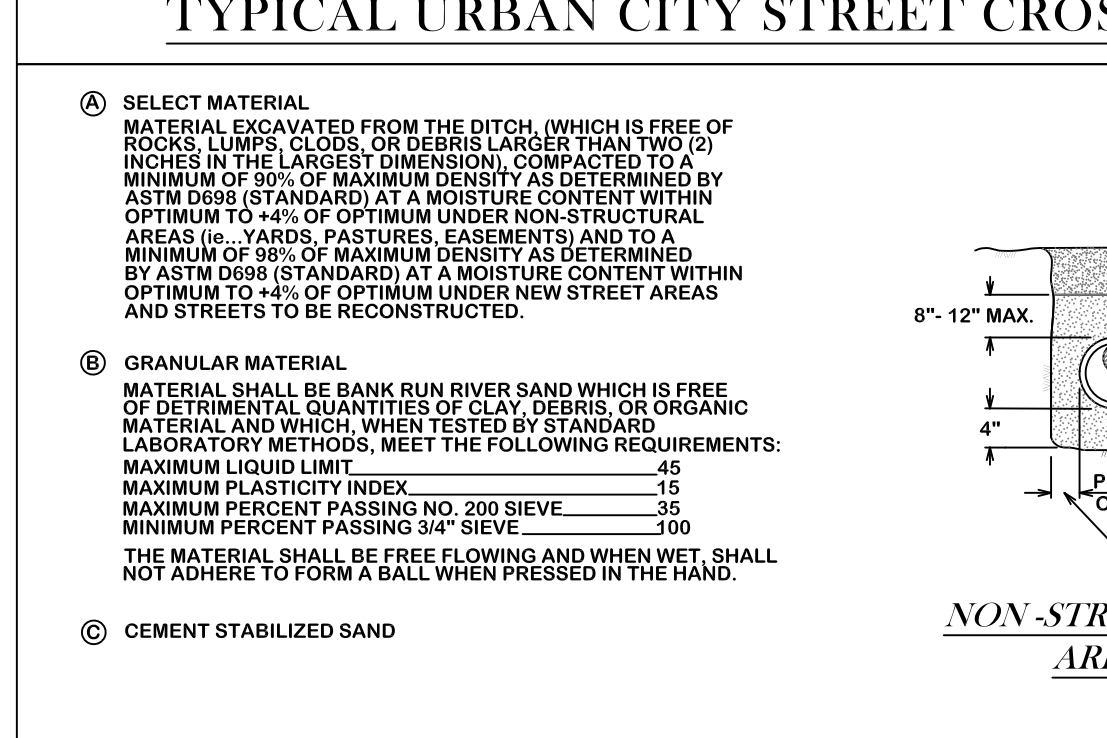 TYPICAL URBAN CITY STREET
Ⓐ SELECT MATERIAL
MATERIAL EXCAVATED FROM THE DITCH, (WHICH IS FREE OF
ROCKS, LUMPS, CLODS, OR DEBRIS LARGER THAN TWO (2)
INCHES IN THE LARGEST DIMENSION), COMPACTED TO A
MINIMUM OF 90% OF MAXIMUM DENSITY AS DETERMINED BY
ASTM D698 (STANDARD) AT A MOISTURE CONTENT WITHIN
OPTIMUM TO +4% OF OPTIMUM UNDER NON-STRUCTURAL
AREAS (ie...YARDS, PASTURES, EASEMENTS) AND TO A
MINIMUM OF 98% OF MAXIMUM DENSITY AS DETERMINED
BY ASTM D698 (STANDARD) AT A MOISTURE CONTENT WITHIN
OPTIMUM TO +4% OF OPTIMUM UNDER NEW STREET AREAS
AND STREETS TO BE RECONSTRUCTED.
Ⓑ GRANULAR MATERIAL
MATERIAL SHALL BE BANK RUN RIVER SAND WHICH IS FREE
OF DETRIMENTAL QUANTITIES OF CLAY, DEBRIS, OR ORGANIC
MATERIAL AND WHICH, WHEN TESTED BY STANDARD
LABORATORY METHODS, MEET THE FOLLOWING REQUIREMENTS:
MAXIMUM LIQUID LIMIT 45
MAXIMUM PLASTICITY INDEX 15
MAXIMUM PERCENT PASSING NO. 200 SIEVE 35
MINIMUM PERCENT PASSING 3/4" SIEVE 100
THE MATERIAL SHALL BE FREE FLOWING AND WHEN WET, SHALL
NOT ADHERE TO FORM A BALL WHEN PRESSED IN THE HAND.
Ⓒ CEMENT STABILIZED SAND
8"- 12" MAX.
4"
NON -STR